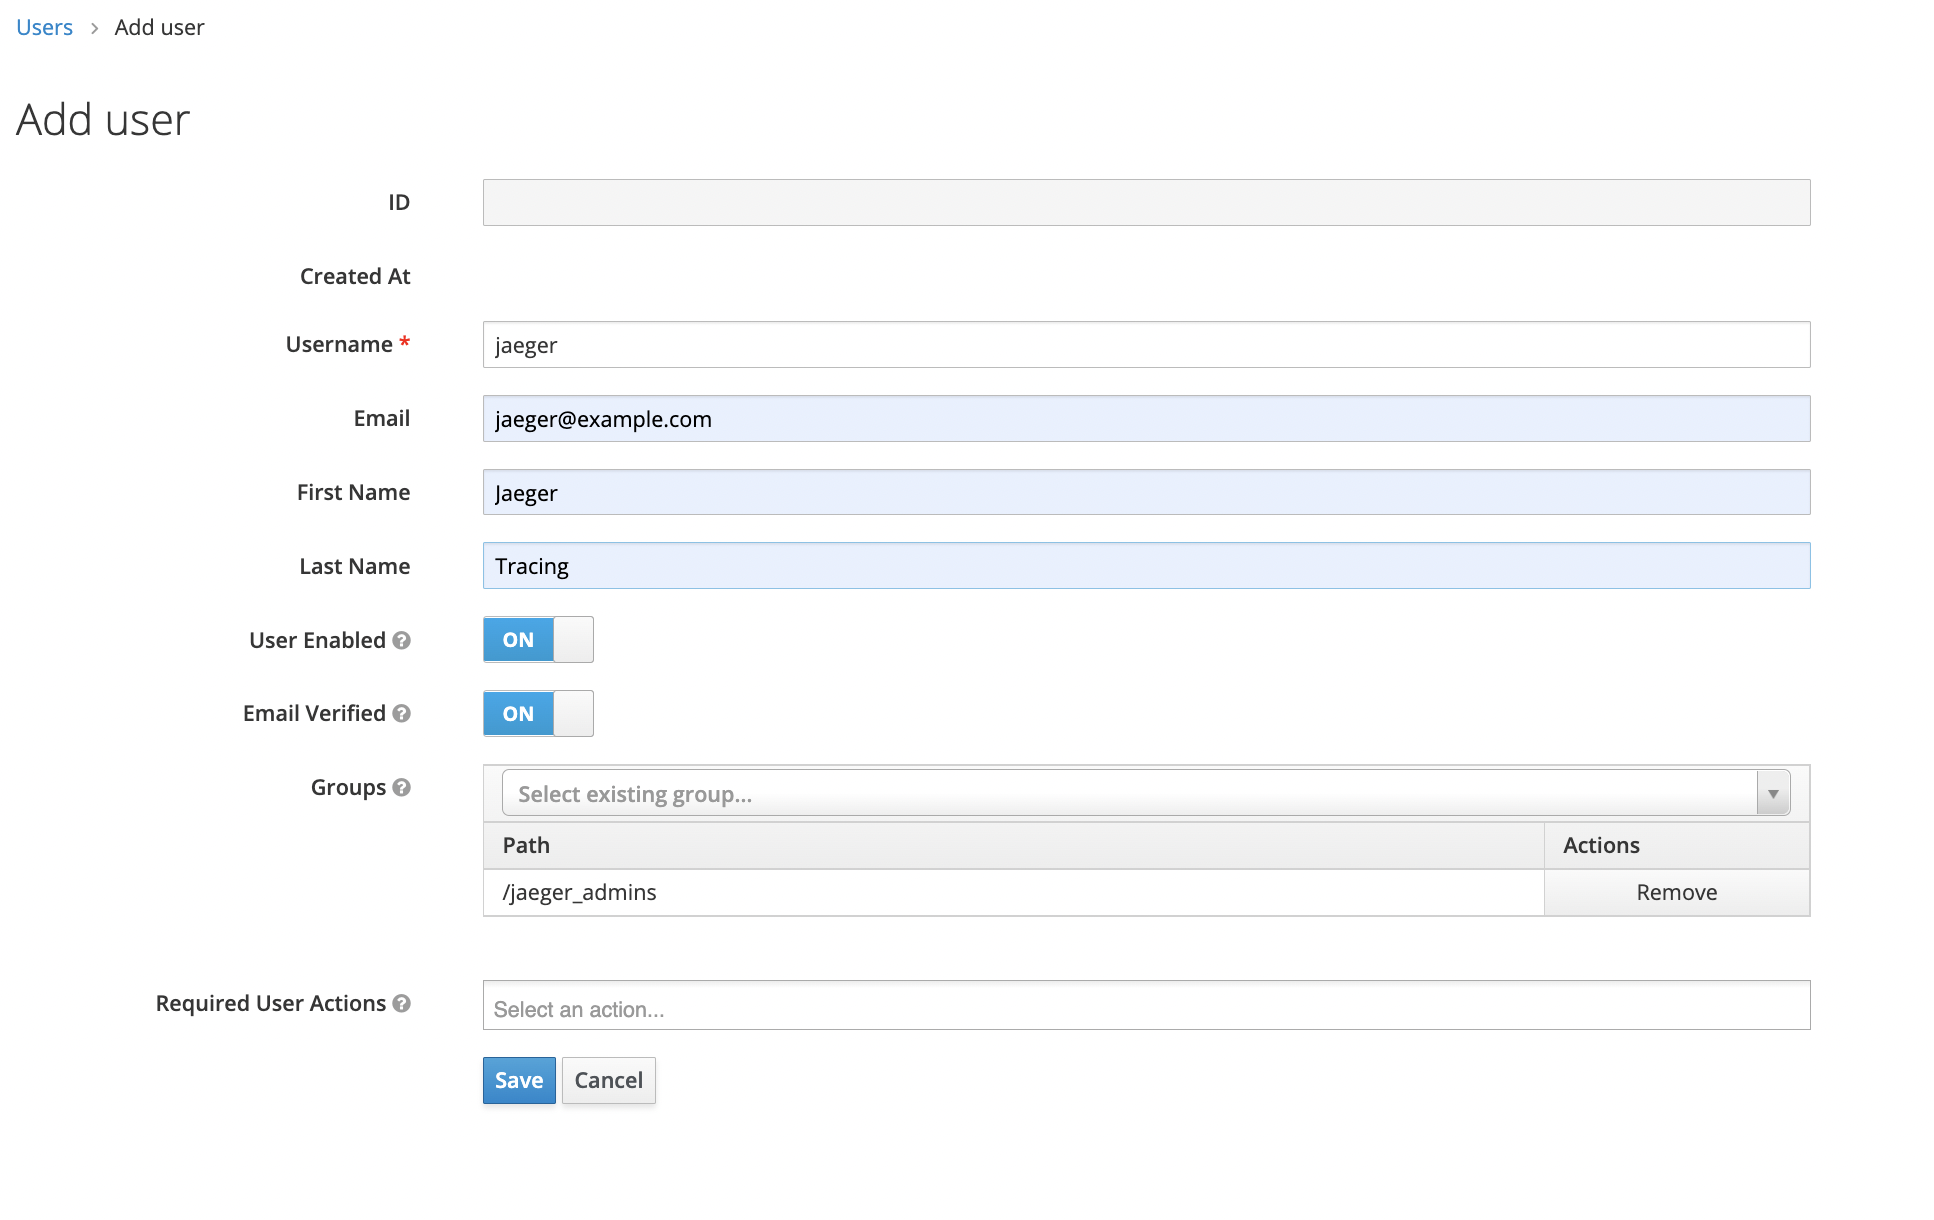 Users > Add user
Add user
ID
Created At
Username * jaeger
Email jaeger@example.com
First Name Jaeger
Last Name Tracing
User Enabled ? ON
Email Verified ? ON
Groups ? Select existing group...
Path Actions
/jaeger_admins Remove
Required User Actions ? Select an action...
Save Cancel